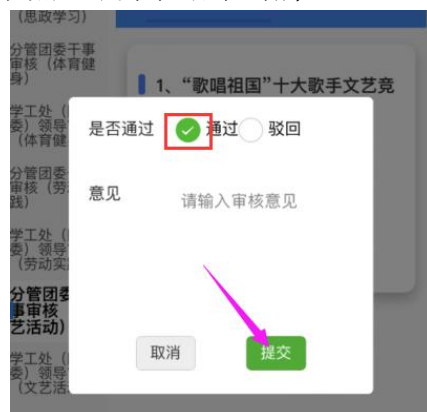 (思政学习)
分管团委干事
审核(体育健
身)
学工处(
委)领导
(体育健
分管团委
审核(劳
践)
学工处(
委)领导
(劳动实
分管团委
事审核
艺活动)
学工处(
委)领导
(文艺活
1、“歌唱祖国”十大歌手文艺竞
是否通过 通过 驳回
意见 请输入审核意见
取消 提交